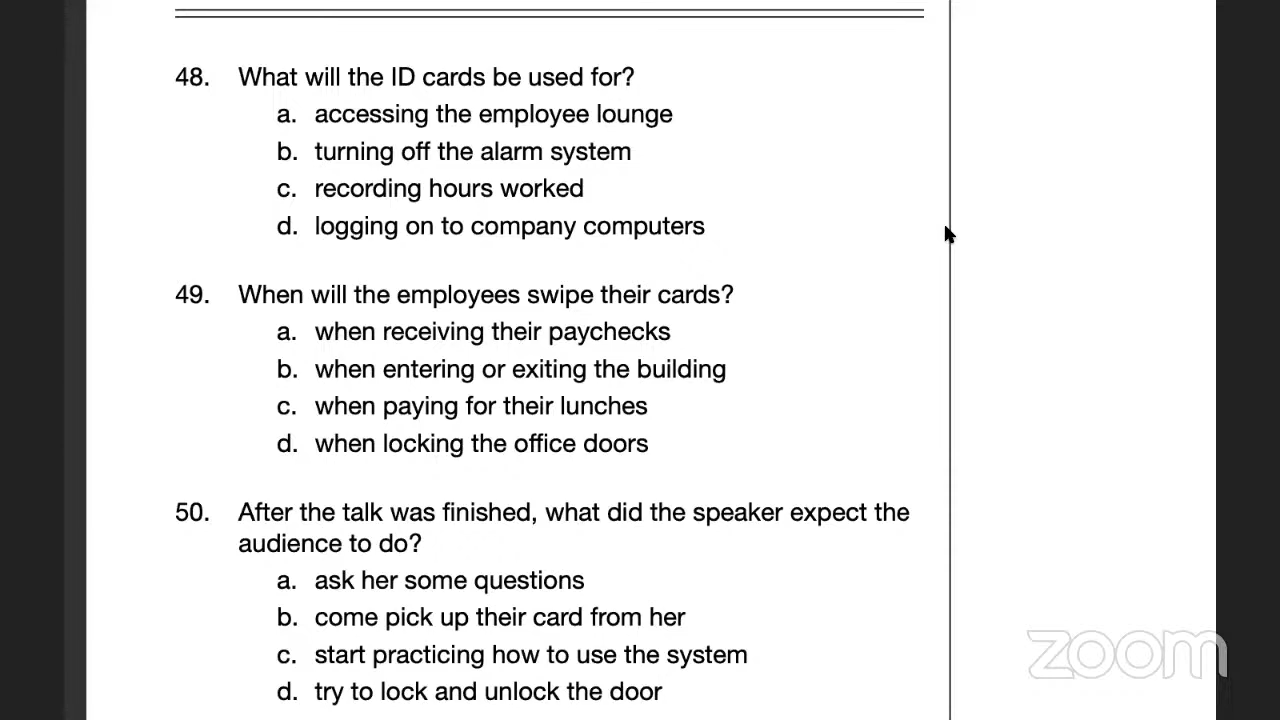 48. What will the ID cards be used for?
a. accessing the employee lounge
b. turning off the alarm system
c. recording hours worked
d. logging on to company computers
49. When will the employees swipe their cards?
a. when receiving their paychecks
b. when entering or exiting the building
c. when paying for their lunches
d. when locking the office doors
50. After the talk was finished, what did the speaker expect the
audience to do?
a. ask her some questions
b. come pick up their card from her
c. start practicing how to use the system
d. try to lock and unlock the door
zoom